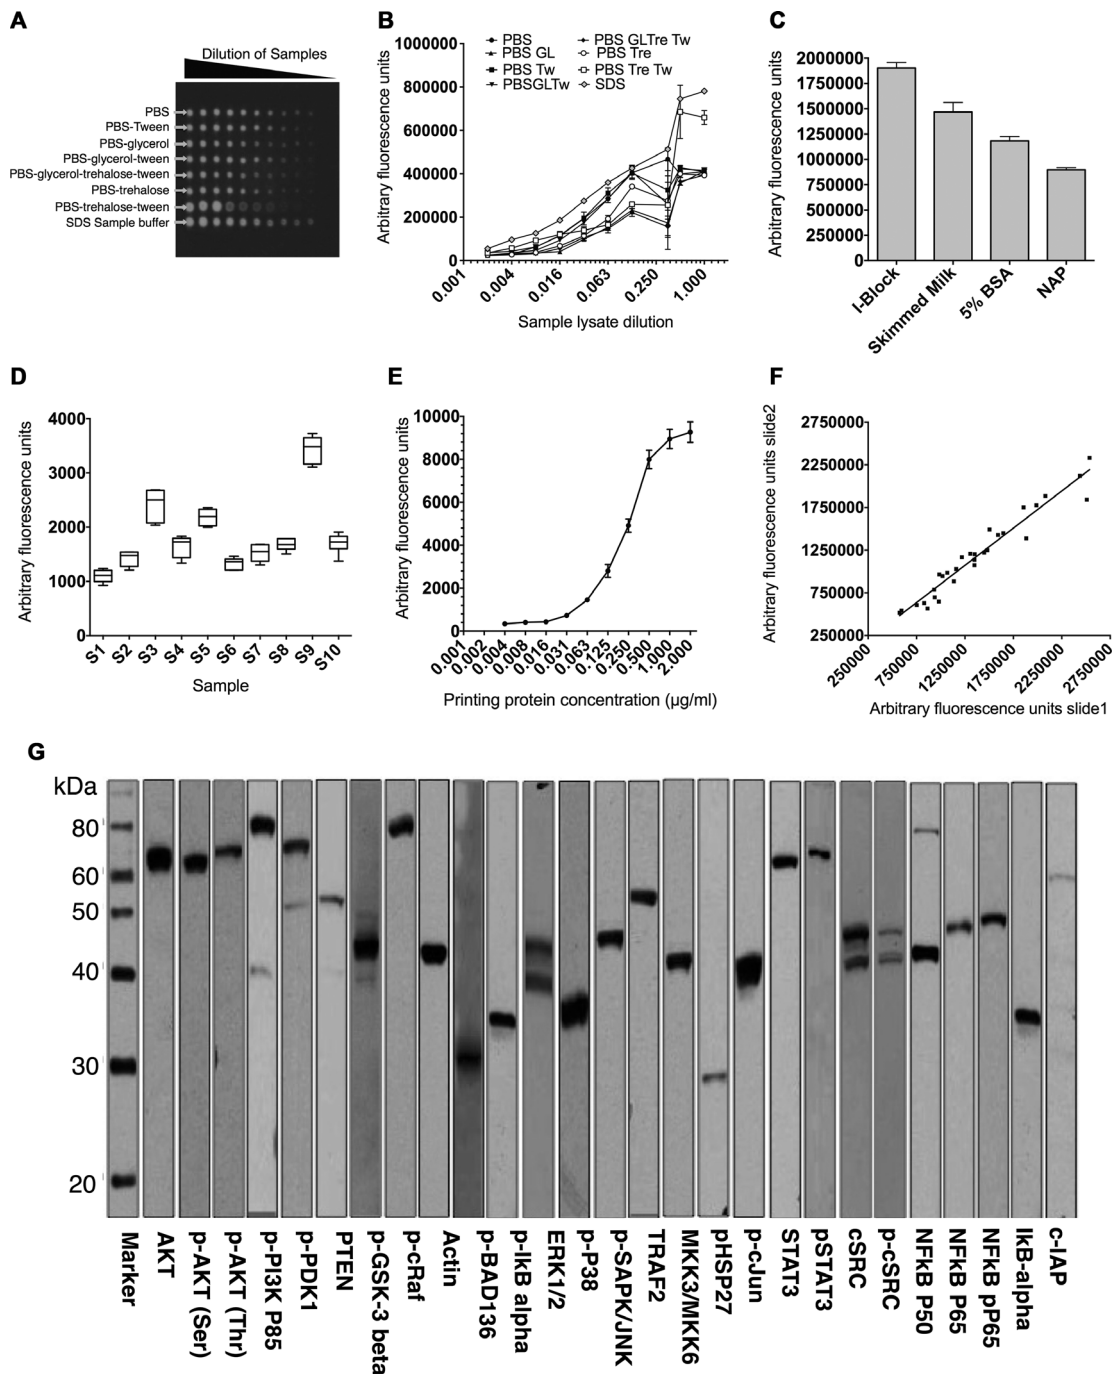 A
Dilution of Samples
PBS
PBS-Tween
PBS-glycerol
PBS-glycerol-tween
PBS-glycerol-trehalose-tween
PBS-trehalose
PBS-trehalose-tween
SDS Sample buffer
B
Arbitrary fluorescence units
1000000
800000
600000
400000
200000
0
PBS
PBS GL
PBS Tw
PBSGLTw
PBS GLTre Tw
PBS Tre
PBS Tre Tw
SDS
0.001
0.004
0.016
0.063
0.250
1.000
Sample lysate dilution
C
Arbitrary fluorescence units
2000000
1750000
1500000
1250000
1000000
750000
500000
250000
0
I-Block
Skimmed Milk
5% BSA
NAP
D
Arbitrary fluorescence units
4000
3000
2000
1000
0
S1
S2
S3
S4
S5
S6
S7
S8
S9
S10
Sample
E
Arbitrary fluorescence units
10000
8000
6000
4000
2000
0
0.001
0.002
0.004
0.008
0.016
0.031
0.063
0.125
0.250
0.500
1.000
2.000
Printing protein concentration (µg/ml)
F
Arbitrary fluorescence units slide2
2750000
2250000
1750000
1250000
750000
250000
250000
750000
1250000
1750000
2250000
2750000
Arbitrary fluorescence units slide1
G
kDa
80
60
50
40
30
20
Marker
AKT
p-AKT (Ser)
p-AKT (Thr)
p-PI3K P85
p-PDK1
PTEN
p-GSK-3 beta
p-cRaf
Actin
p-BAD136
p-IkB alpha
ERK1/2
p-P38
p-SAPK/JNK
TRAF2
MKK3/MKK6
pHSP27
p-cJun
STAT3
pSTAT3
cSRC
p-cSRC
NFkB P50
NFkB P65
NFkB pP65
IkB-alpha
c-IAP